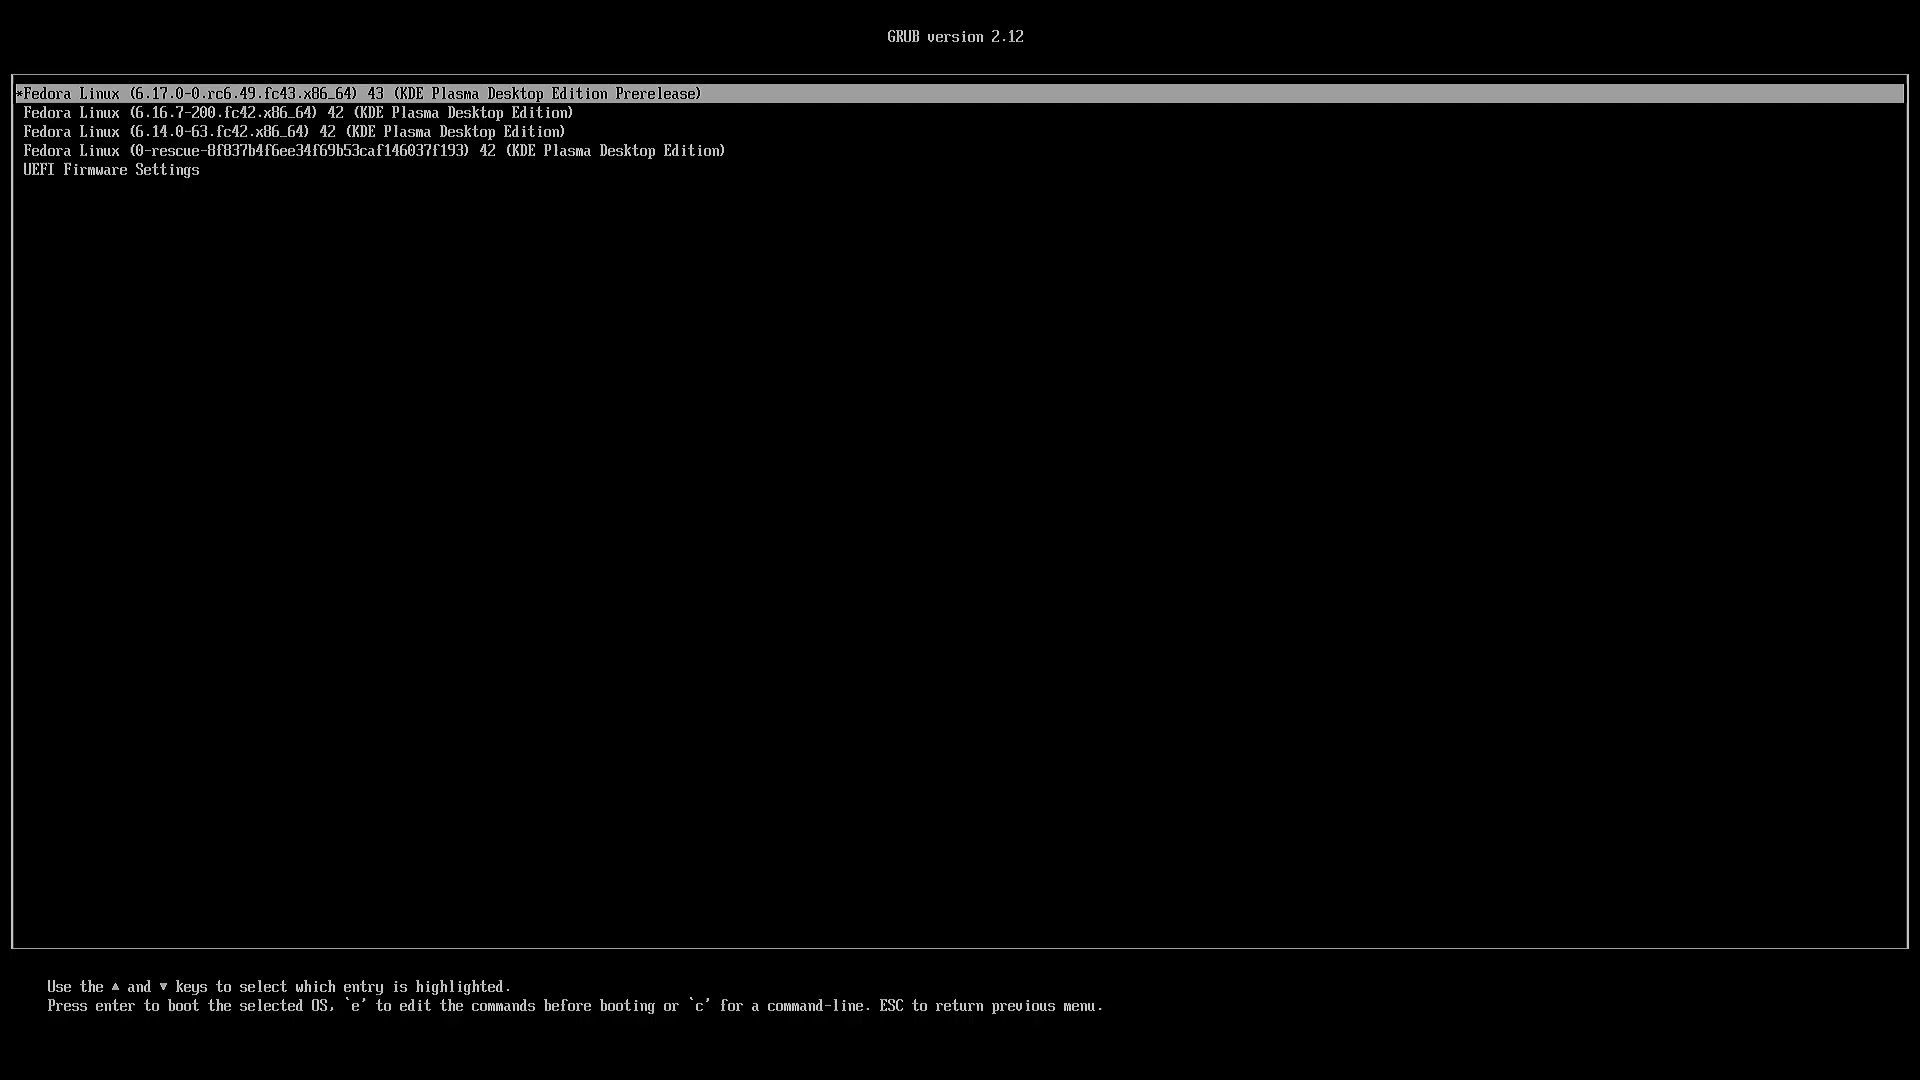 GRUB version 2.12
*Fedora Linux (6.17.0-0.rc6.49.fc43.x86_64) 43 (KDE Plasma Desktop Edition Prerelease)
Fedora Linux (6.16.7-200.fc42.x86_64) 42 (KDE Plasma Desktop Edition)
Fedora Linux (6.14.0-63.fc42.x86_64) 42 (KDE Plasma Desktop Edition)
Fedora Linux (0-rescue-8f837b4f6ee34f69b53caf146037f193) 42 (KDE Plasma Desktop Edition)
UEFI Firmware Settings
Use the ▲ and ▼ keys to select which entry is highlighted.
Press enter to boot the selected OS, `e' to edit the commands before booting or `c' for a command-line. ESC to return previous menu.